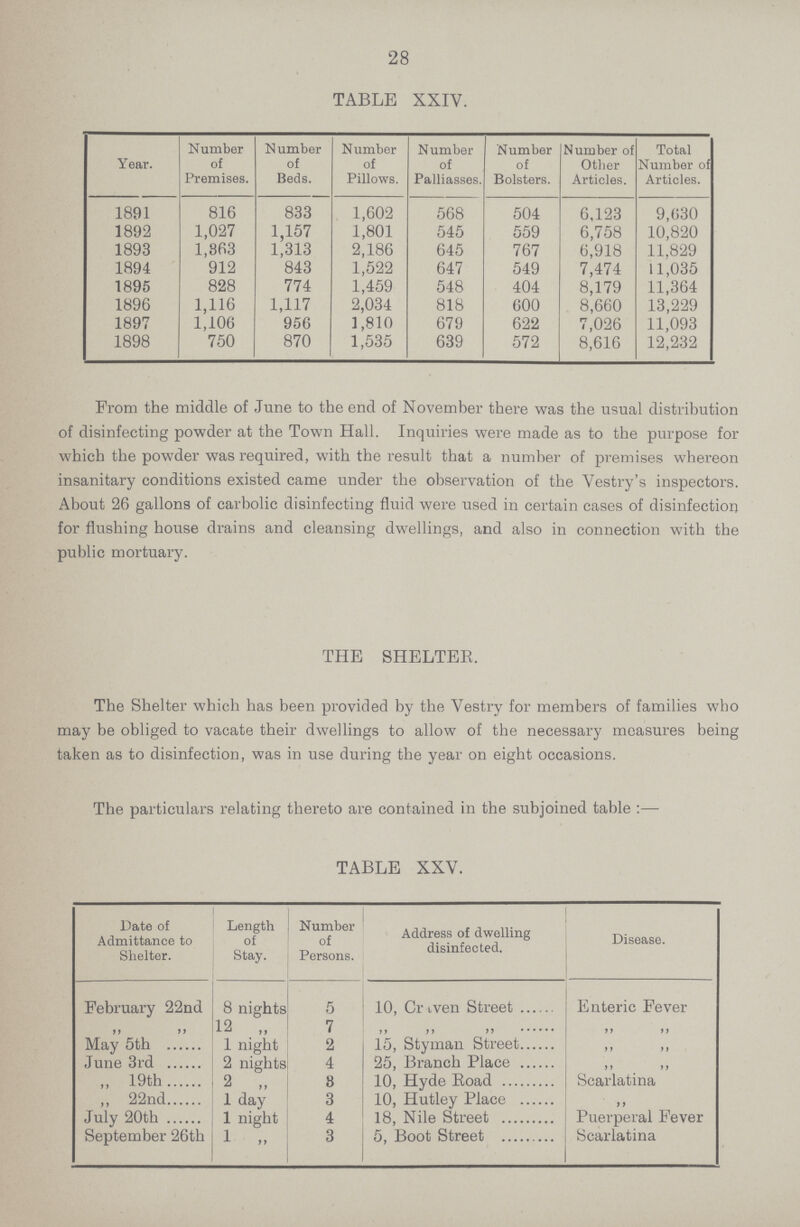 28
TABLE XXIV.
Year. | Number of Premises. | Number of Beds. | Number of Pillows. | Number of Palliasses. | Number of Bolsters. | Number of Other Articles. | Total Number of Articles.
1891 | 816 | 833 | 1,602 | 568 | 504 | 6,123 | 9,630
1892 | 1,027 | 1,157 | 1,801 | 545 | 559 | 6,758 | 10,820
1893 | 1,363 | 1,313 | 2,186 | 645 | 767 | 6,918 | 11,829
1894 | 912 | 843 | 1,522 | 647 | 549 | 7,474 | 11,035
1895 | 828 | 774 | 1,459 | 548 | 404 | 8,179 | 11,364
1896 | 1,116 | 1,117 | 2,034 | 818 | 600 | 8,660 | 13,229
1897 | 1,106 | 956 | 1,810 | 679 | 622 | 7,026 | 11,093
1898 | 750 | 870 | 1,535 | 639 | 572 | 8,616 | 12,232
From the middle of June to the end of November there was the usual distribution
of disinfecting powder at the Town Hall. Inquiries were made as to the purpose for
which the powder was required, with the result that a number of premises whereon
insanitary conditions existed came under the observation of the Vestry's inspectors.
About 26 gallons of carbolic disinfecting fluid were used in certain cases of disinfection
for flushing house drains and cleansing dwellings, and also in connection with the
public mortuary.
THE SHELTER.
The Shelter which has been provided by the Vestry for members of families who
may be obliged to vacate their dwellings to allow of the necessary measures being
taken as to disinfection, was in use during the year on eight occasions.
The particulars relating thereto are contained in the subjoined table :—
TABLE XXV.
Date of Admittance to Shelter. | Length of Stay. | Number of Persons. | Address of dwelling disinfected. | Disease.
February 22nd | 8 nights | 5 | 10, Craven Street ...... | Enteric Fever
,, ,, | 12 ,, | 7 | ,, ,, ,, ...... | ,, ,,
May 5th ...... | 1 night | 2 | 15, Styman Street...... | ,, ,,
June 3rd ...... | 2 nights | 4 | 25, Branch Place ...... | ,, ,,
,, 19th ...... | 2 ,, | 8 | 10, Hyde Road ......... | Scarlatina
,, 22nd...... | 1 day | 3 | 10, Hutley Place ...... | ,,
July 20th ...... | 1 night | 4 | 18, Nile Street ......... | Puerperal Fever
September 26th | 1 ,, | 3 | 5, Boot Street ......... | Scarlatina